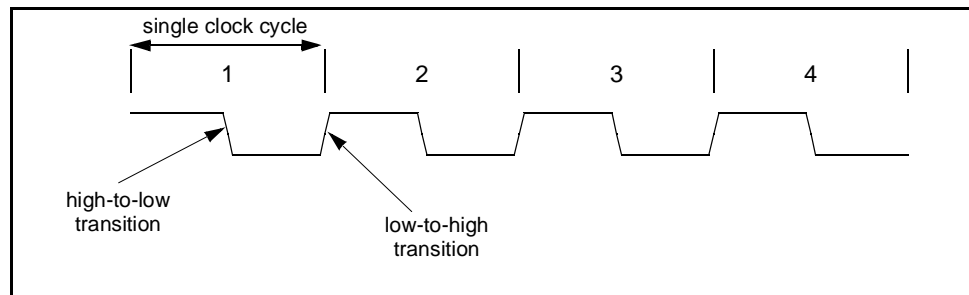 single clock cycle
1 2 3 4
high-to-low
transition
low-to-high
transition